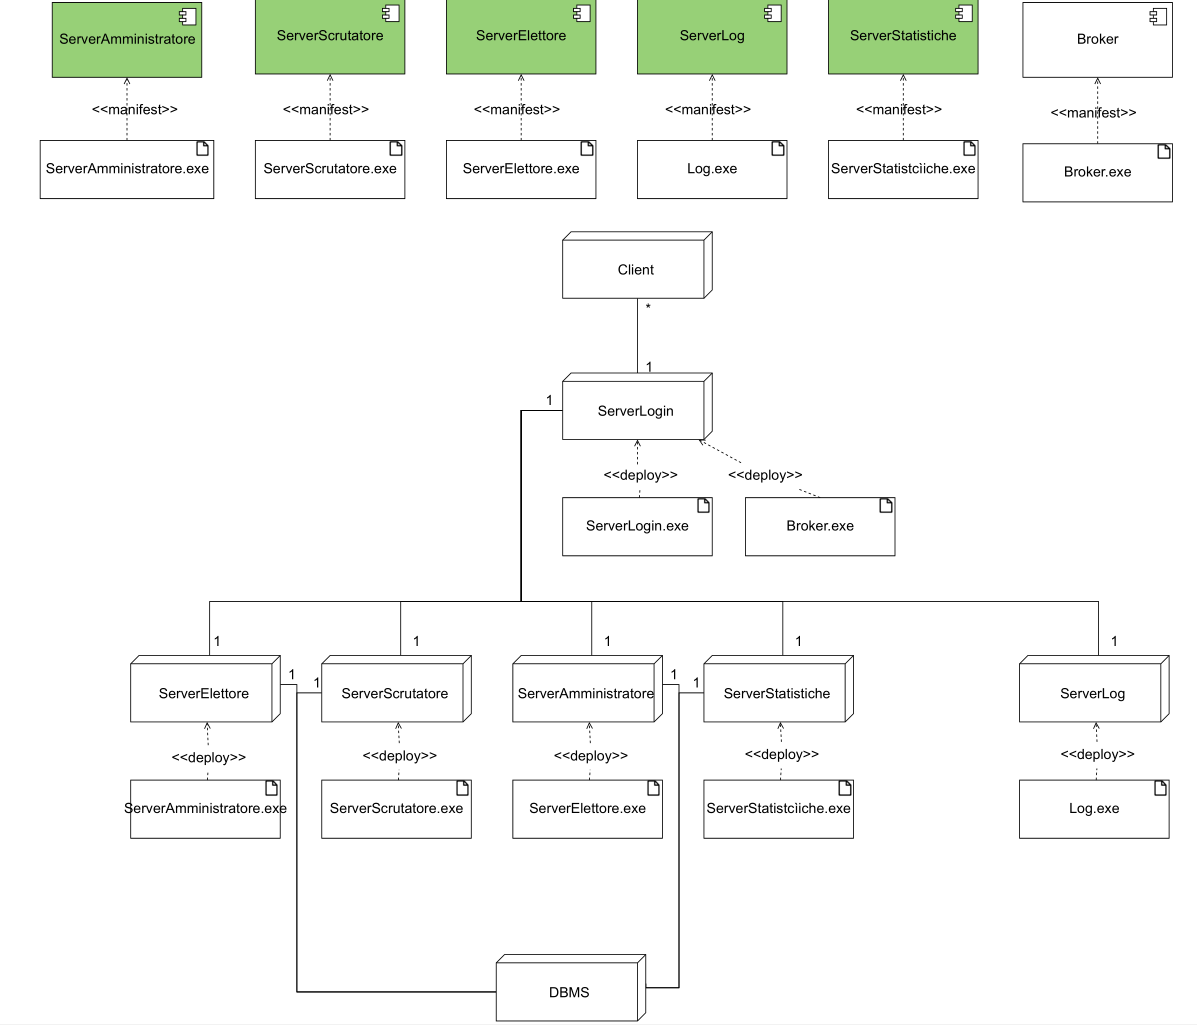 ServerAmministratore
ServerScrutatore
ServerElettore
ServerLog
ServerStatistiche
Broker
<<manifest>>
<<manifest>>
<<manifest>>
<<manifest>>
<<manifest>>
<<manifest>>
ServerAmministratore.exe
ServerScrutatore.exe
ServerElettore.exe
Log.exe
ServerStatistciiche.exe
Broker.exe
Client
*
1
ServerLogin
1
<<deploy>>
<<deploy>>
ServerLogin.exe
Broker.exe
1
1
1
1
1
ServerElettore
1
1
ServerScrutatore
ServerAmministratore
1
1
ServerStatistiche
ServerLog
<<deploy>>
<<deploy>>
<<deploy>>
<<deploy>>
<<deploy>>
ServerAmministratore.exe
ServerScrutatore.exe
ServerElettore.exe
ServerStatistciiche.exe
Log.exe
DBMS